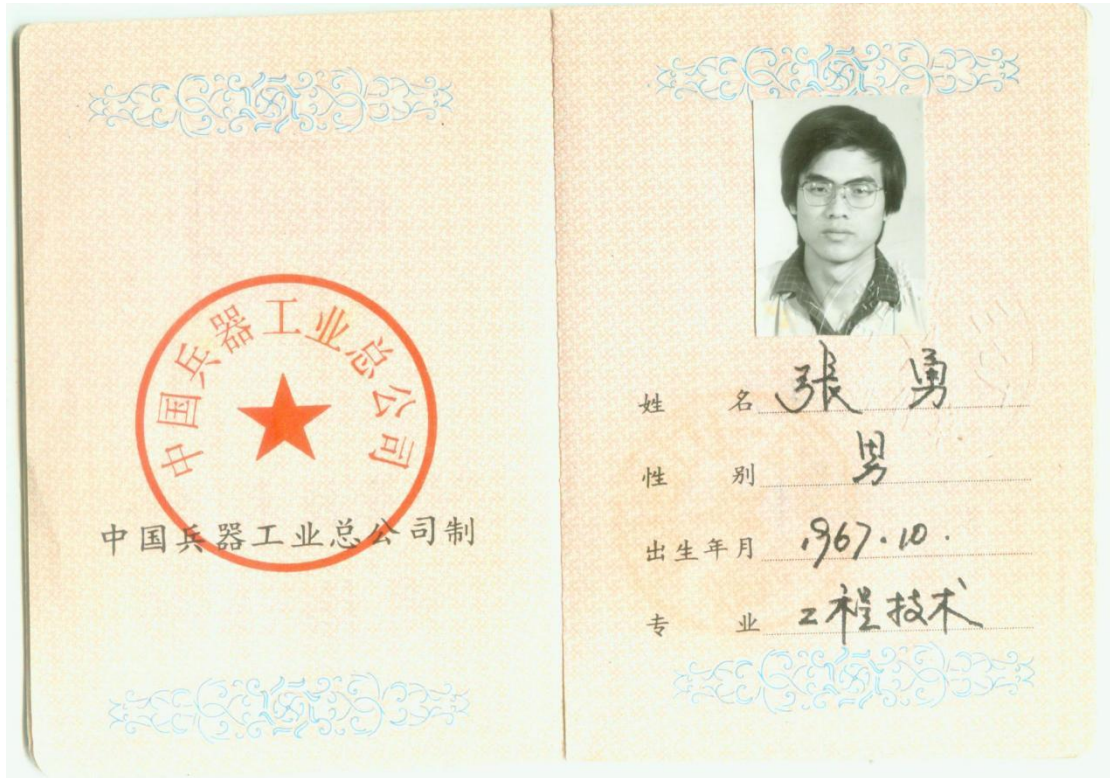 中国兵器工业总公司
中国兵器工业总公司制
姓名 張勇
性别 男
出生年月 1967.10.
专业 工程技术